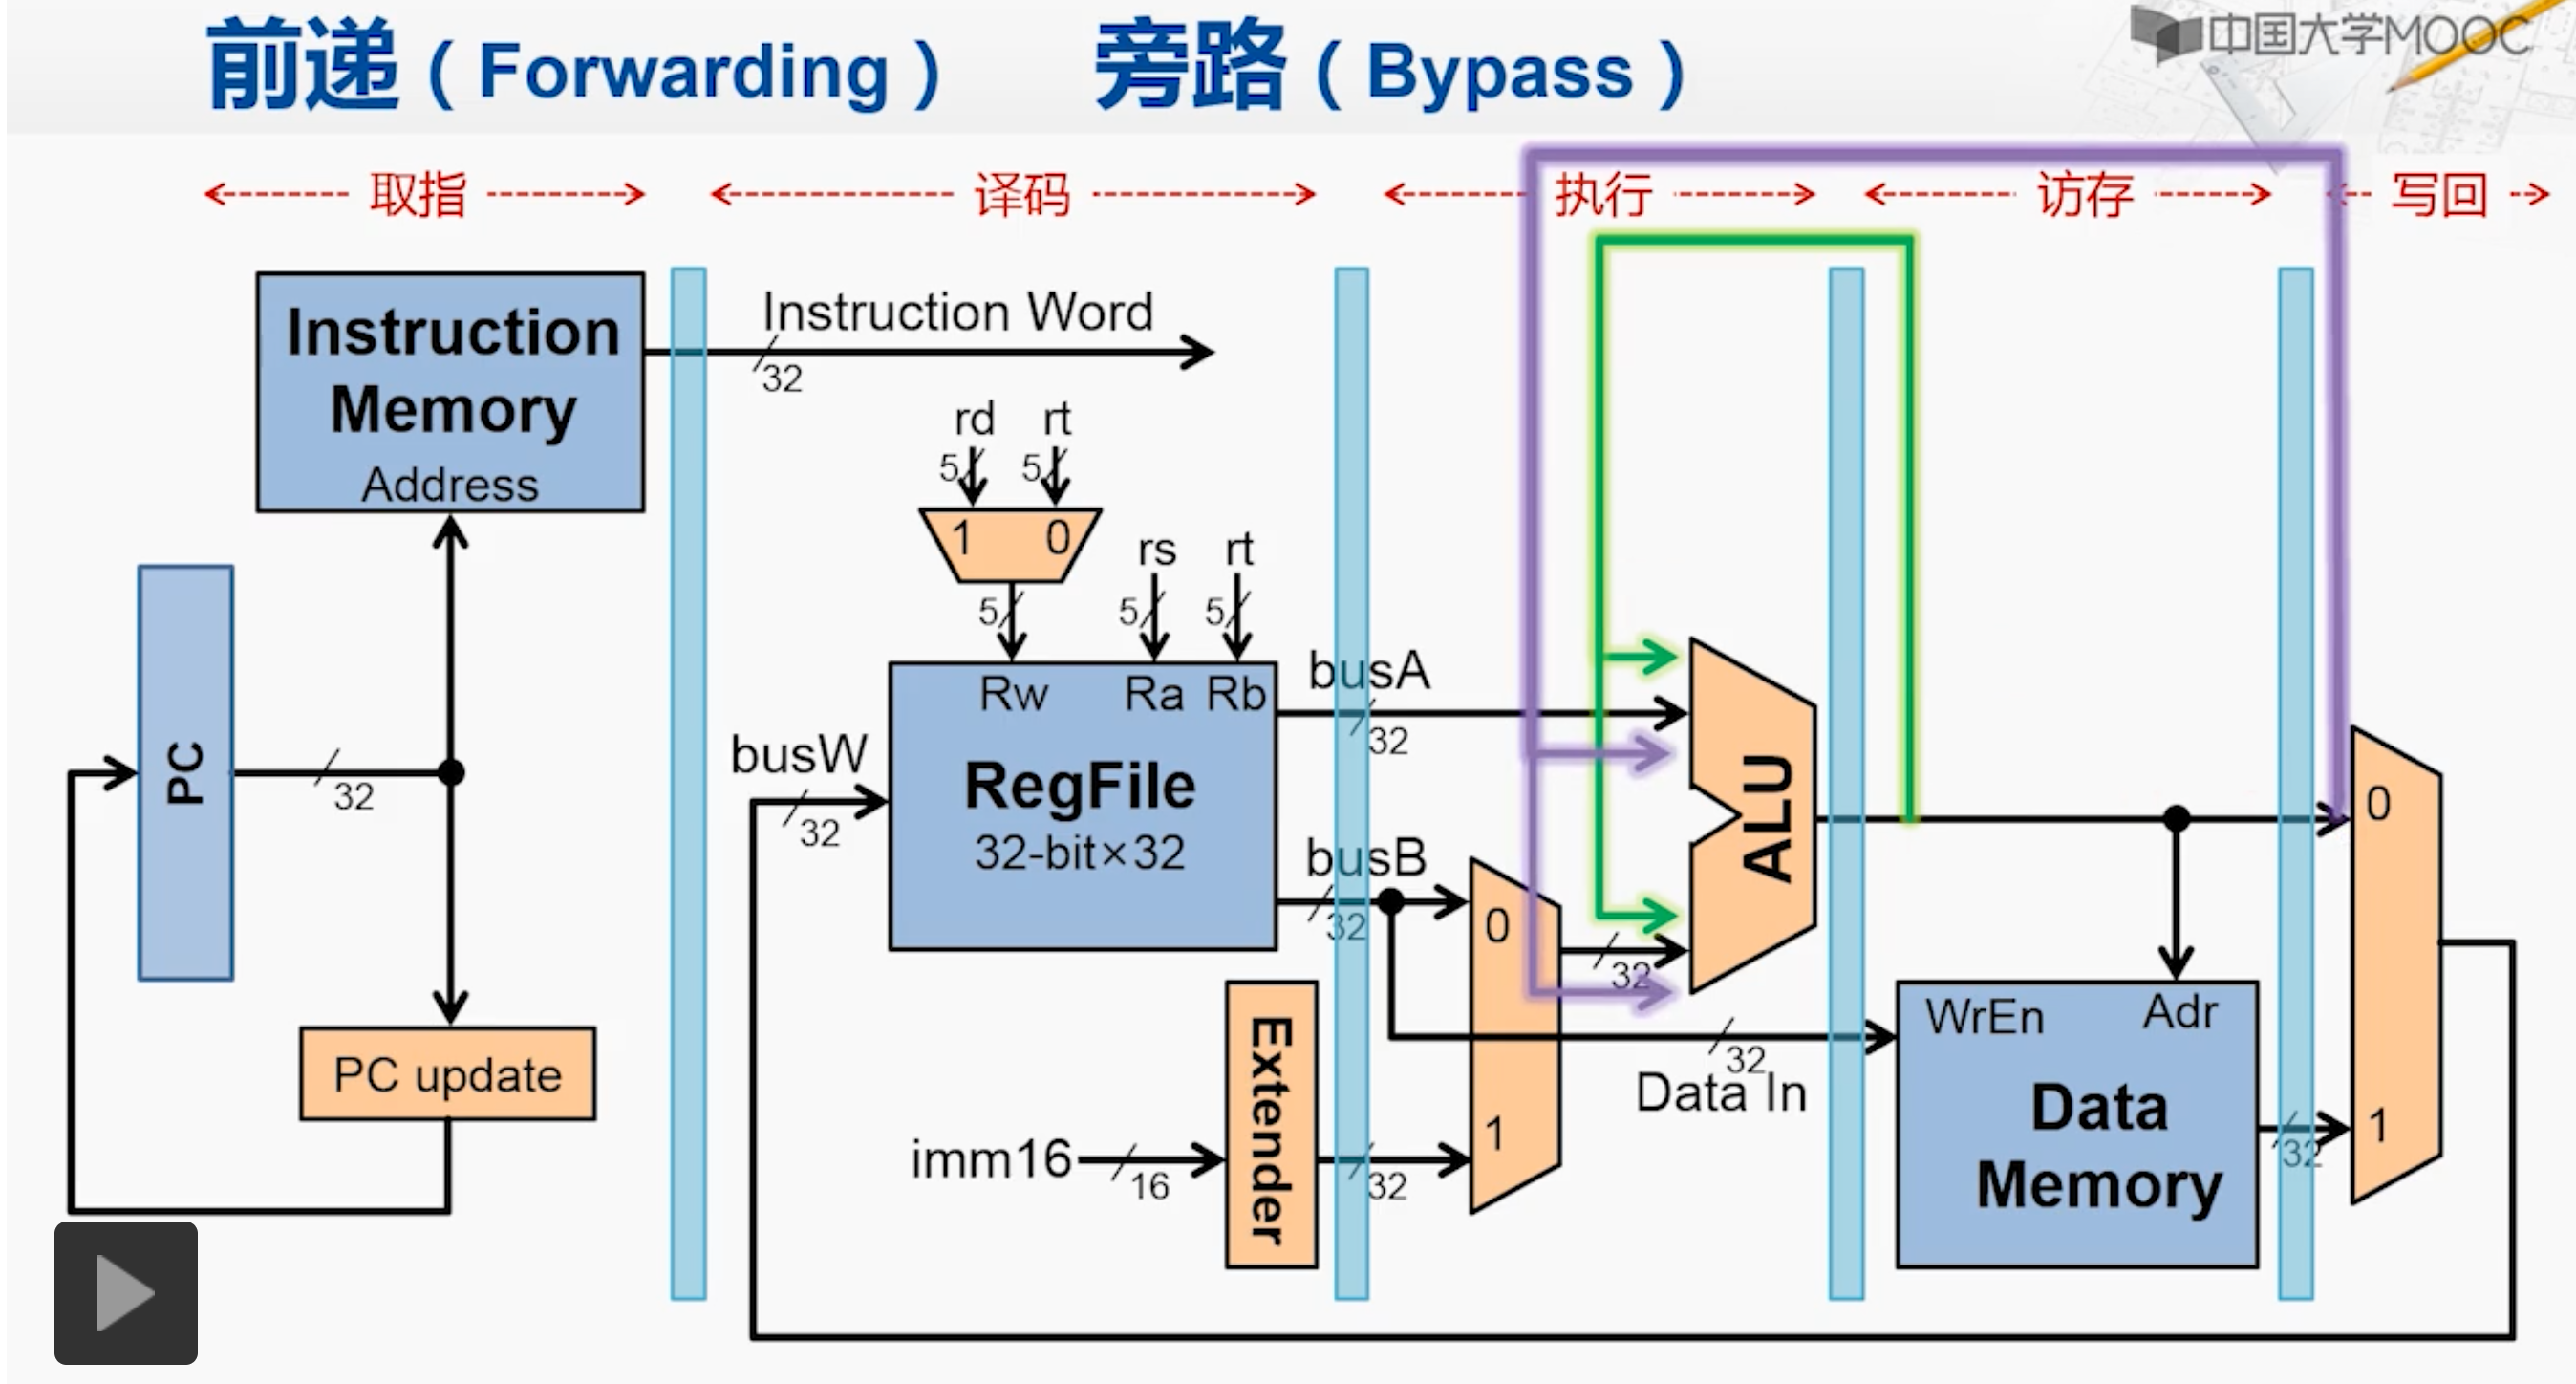 前递（Forwarding） 旁路（Bypass）
中国大学MOOC
取指 译码 执行 访存 写回
Instruction
Memory
Address
Instruction Word
32
rd rt
5 5
1 0
rs rt
5 5 5
PC
32
PC update
busW
32
Rw Ra Rb
RegFile
32-bit×32
busA
32
busB
32
imm16
16
Extender
32
0
1
32
ALU
32
Data In
WrEn Adr
Data
Memory
32
0
1